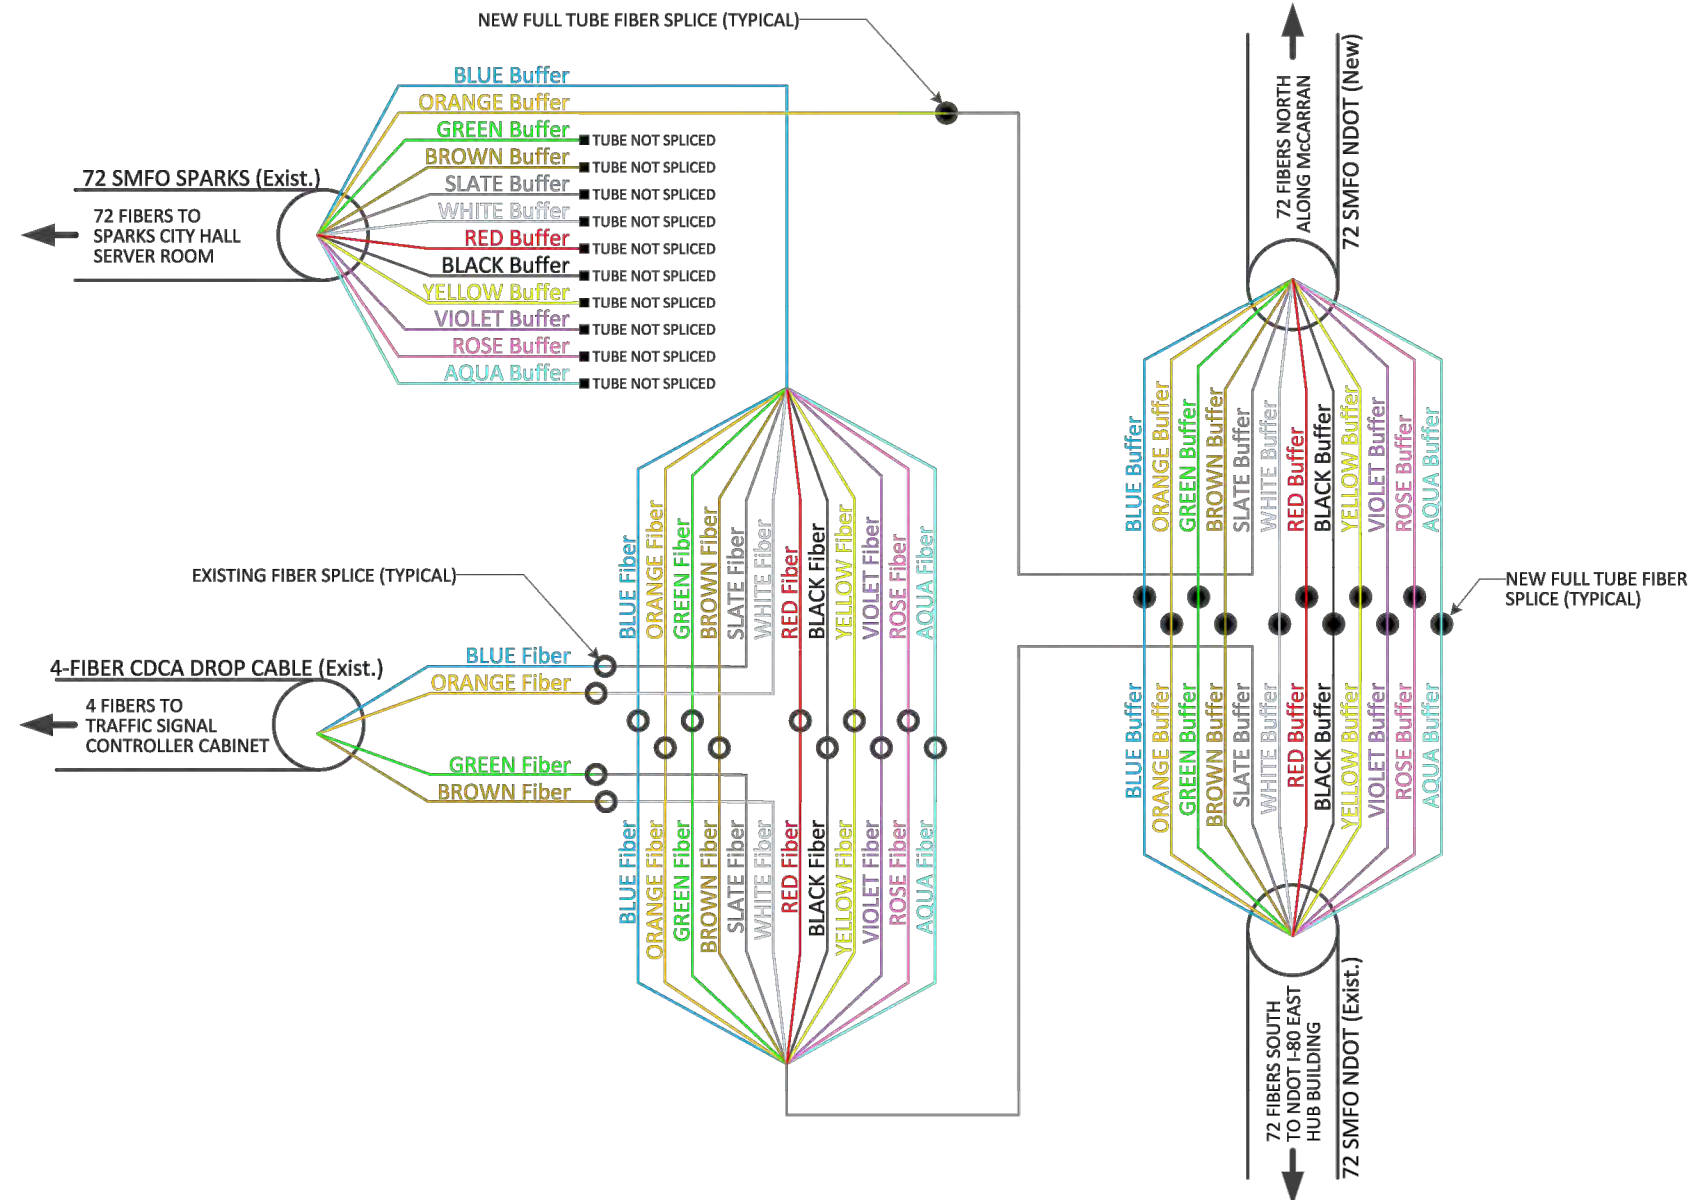 NEW FULL TUBE FIBER SPLICE (TYPICAL)
BLUE Buffer
ORANGE Buffer
GREEN Buffer
TUBE NOT SPLICED
BROWN Buffer
TUBE NOT SPLICED
SLATE Buffer
TUBE NOT SPLICED
WHITE Buffer
TUBE NOT SPLICED
RED Buffer
TUBE NOT SPLICED
BLACK Buffer
TUBE NOT SPLICED
YELLOW Buffer
TUBE NOT SPLICED
VIOLET Buffer
TUBE NOT SPLICED
ROSE Buffer
TUBE NOT SPLICED
AQUA Buffer
TUBE NOT SPLICED
72 SMFO SPARKS (Exist.)
72 FIBERS TO
SPARKS CITY HALL
SERVER ROOM
72 FIBERS NORTH
ALONG McCARRAN
72 SMFO NDOT (New)
BLUE Buffer
ORANGE Buffer
GREEN Buffer
BROWN Buffer
SLATE Buffer
WHITE Buffer
RED Buffer
BLACK Buffer
YELLOW Buffer
VIOLET Buffer
ROSE Buffer
AQUA Buffer
NEW FULL TUBE FIBER
SPLICE (TYPICAL)
BLUE Fiber
ORANGE Fiber
GREEN Fiber
BROWN Fiber
SLATE Fiber
WHITE Fiber
RED Fiber
BLACK Fiber
YELLOW Fiber
VIOLET Fiber
ROSE Fiber
AQUA Fiber
EXISTING FIBER SPLICE (TYPICAL)
4-FIBER CDCA DROP CABLE (Exist.)
4 FIBERS TO
TRAFFIC SIGNAL
CONTROLLER CABINET
BLUE Fiber
ORANGE Fiber
GREEN Fiber
BROWN Fiber
BLUE Fiber
ORANGE Fiber
GREEN Fiber
BROWN Fiber
SLATE Fiber
WHITE Fiber
RED Fiber
BLACK Fiber
YELLOW Fiber
VIOLET Fiber
ROSE Fiber
AQUA Fiber
BLUE Buffer
ORANGE Buffer
GREEN Buffer
BROWN Buffer
SLATE Buffer
WHITE Buffer
RED Buffer
BLACK Buffer
YELLOW Buffer
VIOLET Buffer
ROSE Buffer
AQUA Buffer
72 FIBERS SOUTH
TO NDOT I-80 EAST
HUB BUILDING
72 SMFO NDOT (Exist.)